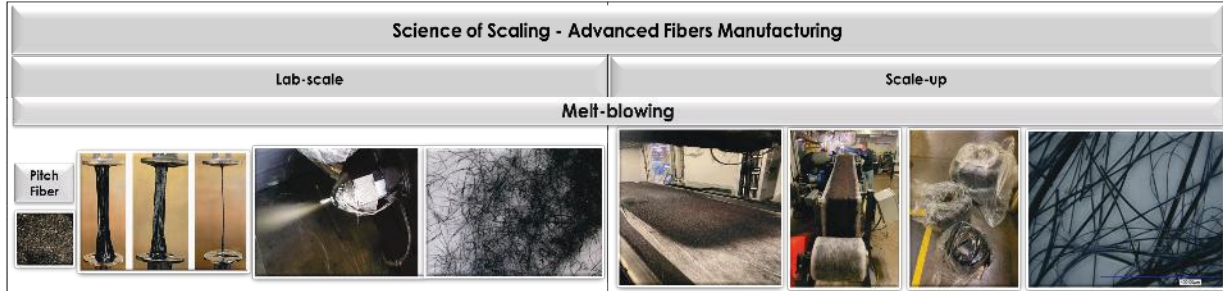 Science of Scaling - Advanced Fibers Manufacturing
Lab-scale
Scale-up
Melt-blowing
Pitch
Fiber